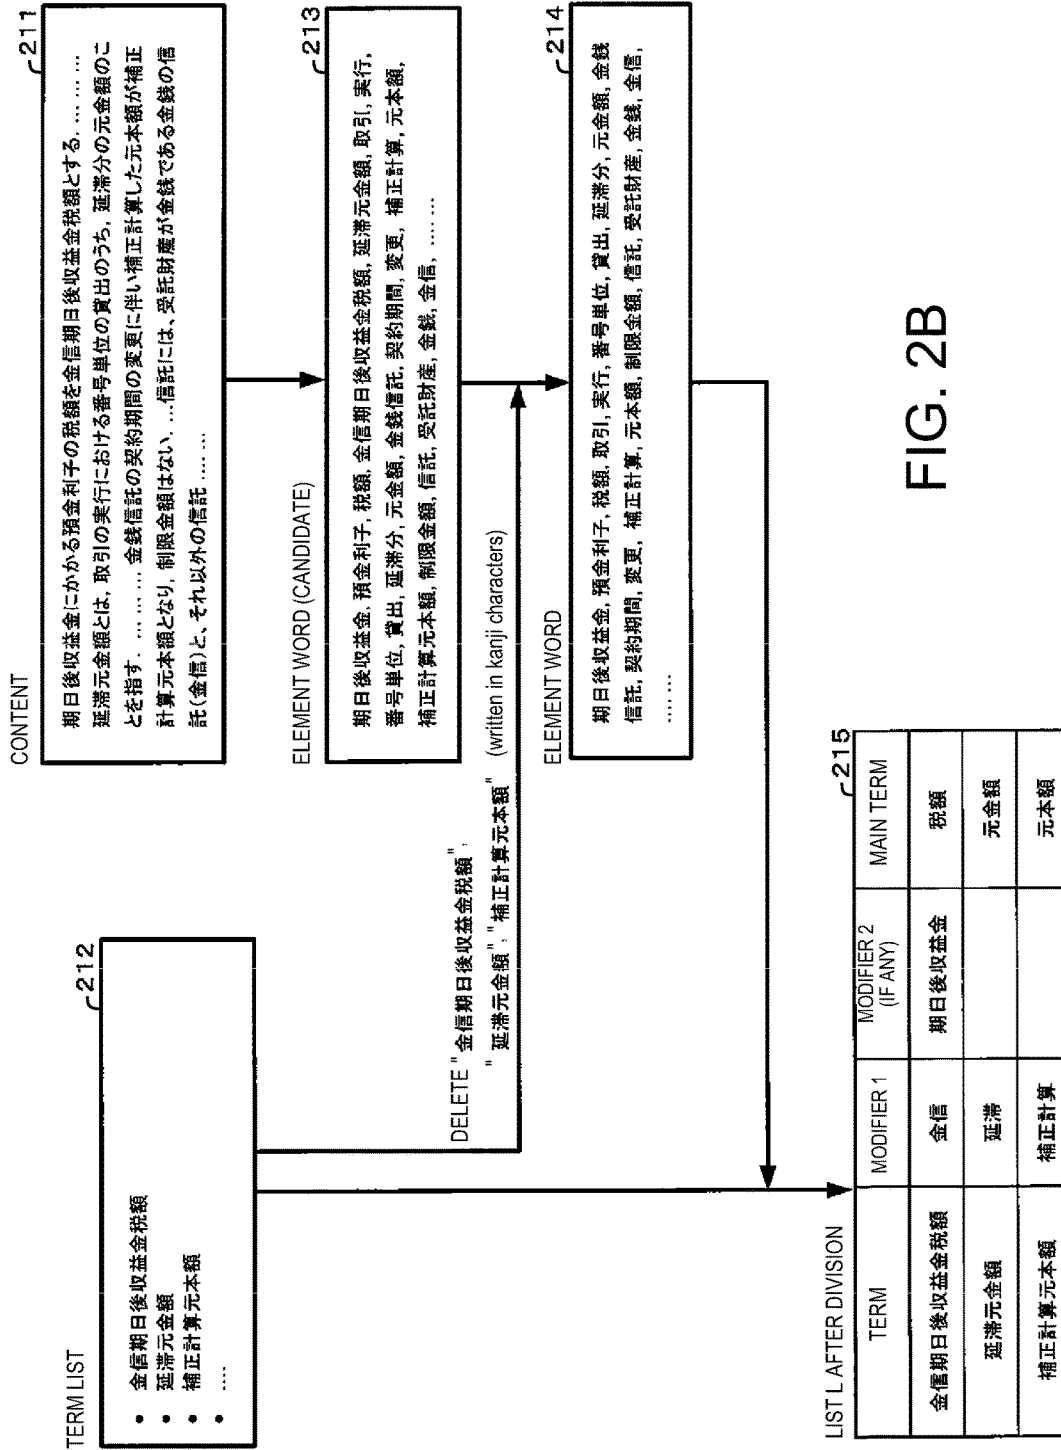 TERM LIST
212
• 金信期日後収益金税額
• 延滞元金額
• 補正計算元本額
• ....
CONTENT
211
期日後収益金にかかる預金利子の税額を金信期日後収益金税額とする. ... ... ...
延滞元金額とは, 取引の実行における番号単位の貸出のうち, 延滞分の元金額のこ
とを指す. ... ... ... 金銭信託の契約期間の変更に伴い補正計算した元本額が補正
計算元本額となり, 制限金額はない. ...信託には、受託財産が金銭である金銭の信
託(金信)と、それ以外の信託 ... ...
ELEMENT WORD (CANDIDATE)
213
期日後収益金, 預金利子, 税額, 金信期日後収益金税額, 延滞元金額, 取引, 実行,
番号単位, 貸出, 延滞分, 元金額, 金銭信託, 契約期間, 変更, 補正計算, 元本額,
補正計算元本額, 制限金額, 信託, 受託財産, 金銭, 金信, ... ...
DELETE "金信期日後収益金税額",
"延滞元金額", "補正計算元本額" (written in kanji characters)
ELEMENT WORD
214
期日後収益金, 預金利子, 税額, 取引, 実行, 番号単位, 貸出, 延滞分, 元金額, 金銭
信託, 契約期間, 変更, 補正計算, 元本額, 制限金額, 信託, 受託財産, 金銭, 金信,
... ...
LIST L AFTER DIVISION
215
TERM MODIFIER 1 MODIFIER 2 (IF ANY) MAIN TERM
金信期日後収益金税額 金信 期日後収益金 税額
延滞元金額 延滞 元金額
補正計算元本額 補正計算 元本額
FIG. 2B